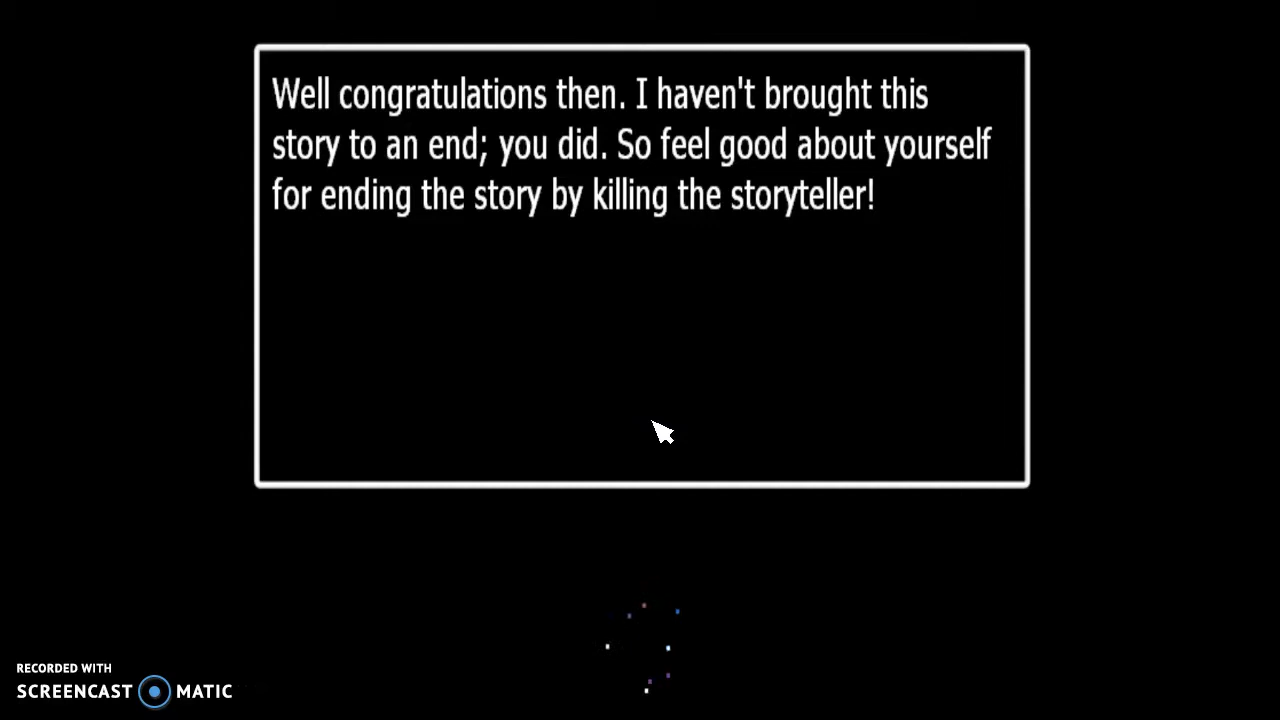 Well congratulations then. I haven't brought this
story to an end; you did. So feel good about yourself
for ending the story by killing the storyteller!
RECORDED WITH
SCREENCAST MATIC